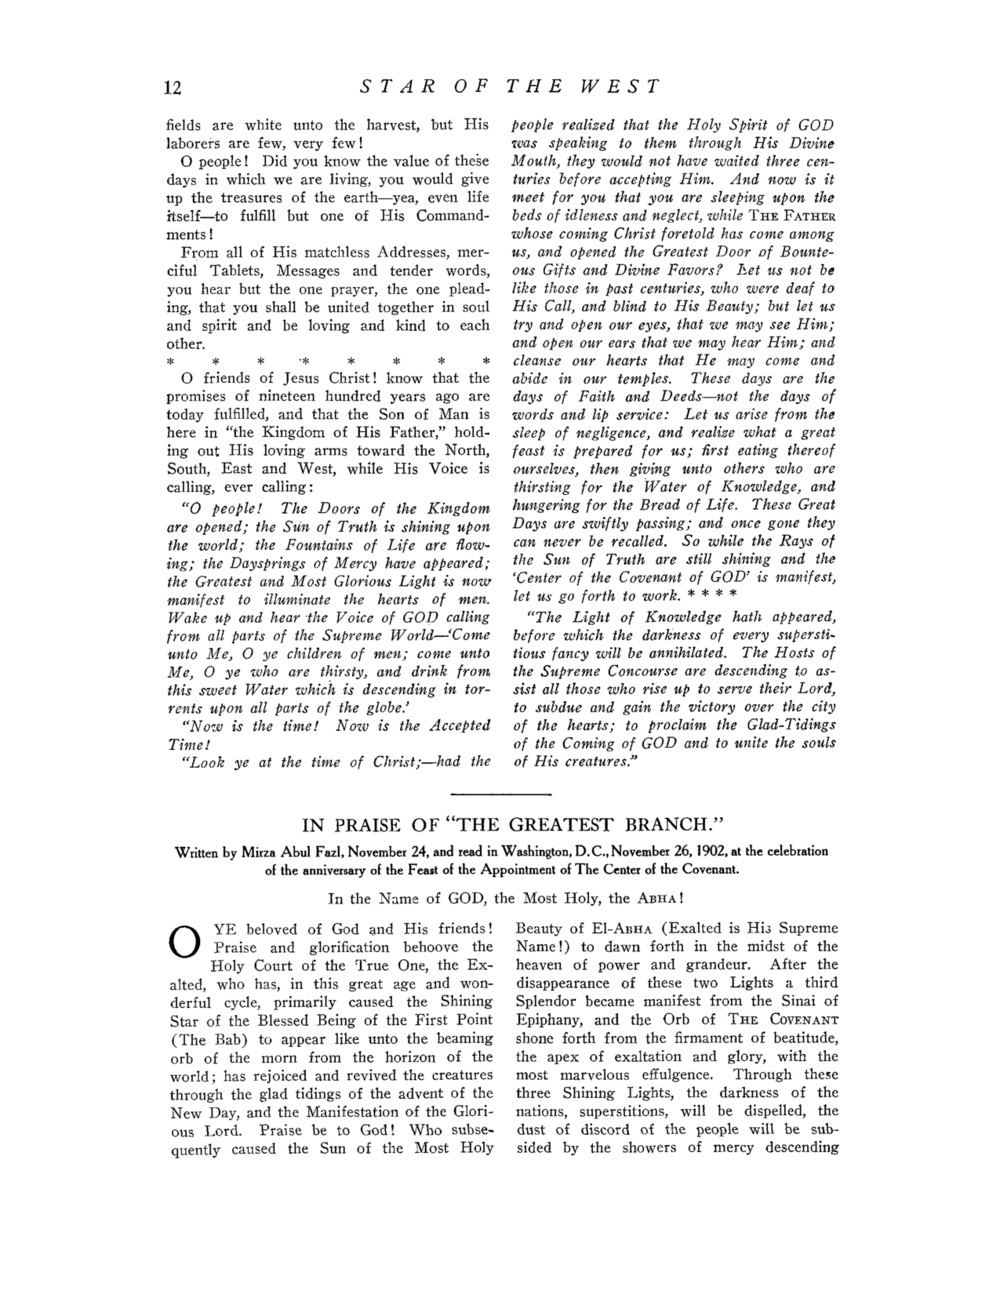 12
STAR OF THE WEST
fields are white unto the harvest, but His
laborers are few, very few!
O people! Did you know the value of these
days in which we are living, you would give
up the treasures of the earth—yea, even life
itself—to fulfill but one of His Command-
ments!
From all of His matchless Addresses, mer-
ciful Tablets, Messages and tender words,
you hear but the one prayer, the one plead-
ing, that you shall be united together in soul
and spirit and be loving and kind to each
other.
* * * * * * * *
O friends of Jesus Christ! know that the
promises of nineteen hundred years ago are
today fulfilled, and that the Son of Man is
here in "the Kingdom of His Father," hold-
ing out His loving arms toward the North,
South, East and West, while His Voice is
calling, ever calling:
"O people! The Doors of the Kingdom
are opened; the Sun of Truth is shining upon
the world; the Fountains of Life are flow-
ing; the Daysprings of Mercy have appeared;
the Greatest and Most Glorious Light is now
manifest to illuminate the hearts of men.
Wake up and hear the Voice of GOD calling
from all parts of the Supreme World—'Come
unto Me, O ye children of men; come unto
Me, O ye who are thirsty, and drink from
this sweet Water which is descending in tor-
rents upon all parts of the globe.'
"Now is the time! Now is the Accepted
Time!
"Look ye at the time of Christ;—had the
people realized that the Holy Spirit of GOD
was speaking to them through His Divine
Mouth, they would not have waited three cen-
turies before accepting Him. And now is it
meet for you that you are sleeping upon the
beds of idleness and neglect, while THE FATHER
whose coming Christ foretold has come among
us, and opened the Greatest Door of Bounte-
ous Gifts and Divine Favors? Let us not be
like those in past centuries, who were deaf to
His Call, and blind to His Beauty; but let us
try and open our eyes, that we may see Him;
and open our ears that we may hear Him; and
cleanse our hearts that He may come and
abide in our temples. These days are the
days of Faith and Deeds—not the days of
words and lip service: Let us arise from the
sleep of negligence, and realize what a great
feast is prepared for us; first eating thereof
ourselves, then giving unto others who are
thirsting for the Water of Knowledge, and
hungering for the Bread of Life. These Great
Days are swiftly passing; and once gone they
can never be recalled. So while the Rays of
the Sun of Truth are still shining and the
'Center of the Covenant of GOD' is manifest,
let us go forth to work. * * * *
"The Light of Knowledge hath appeared,
before which the darkness of every supersti-
tious fancy will be annihilated. The Hosts of
the Supreme Concourse are descending to as-
sist all those who rise up to serve their Lord,
to subdue and gain the victory over the city
of the hearts; to proclaim the Glad-Tidings
of the Coming of GOD and to unite the souls
of His creatures."
IN PRAISE OF "THE GREATEST BRANCH."
Written by Mirza Abul Fazl, November 24, and read in Washington, D. C., November 26, 1902, at the celebration
of the anniversary of the Feast of the Appointment of The Center of the Covenant.
In the Name of GOD, the Most Holy, the ABHA!
O YE beloved of God and His friends!
Praise and glorification behoove the
Holy Court of the True One, the Ex-
alted, who has, in this great age and won-
derful cycle, primarily caused the Shining
Star of the Blessed Being of the First Point
(The Bab) to appear like unto the beaming
orb of the morn from the horizon of the
world; has rejoiced and revived the creatures
through the glad tidings of the advent of the
New Day, and the Manifestation of the Glori-
ous Lord. Praise be to God! Who subse-
quently caused the Sun of the Most Holy
Beauty of El-ABHA (Exalted is His Supreme
Name!) to dawn forth in the midst of the
heaven of power and grandeur. After the
disappearance of these two Lights a third
Splendor became manifest from the Sinai of
Epiphany, and the Orb of THE COVENANT
shone forth from the firmament of beatitude,
the apex of exaltation and glory, with the
most marvelous effulgence. Through these
three Shining Lights, the darkness of the
nations, superstitions, will be dispelled, the
dust of discord of the people will be sub-
sided by the showers of mercy descending